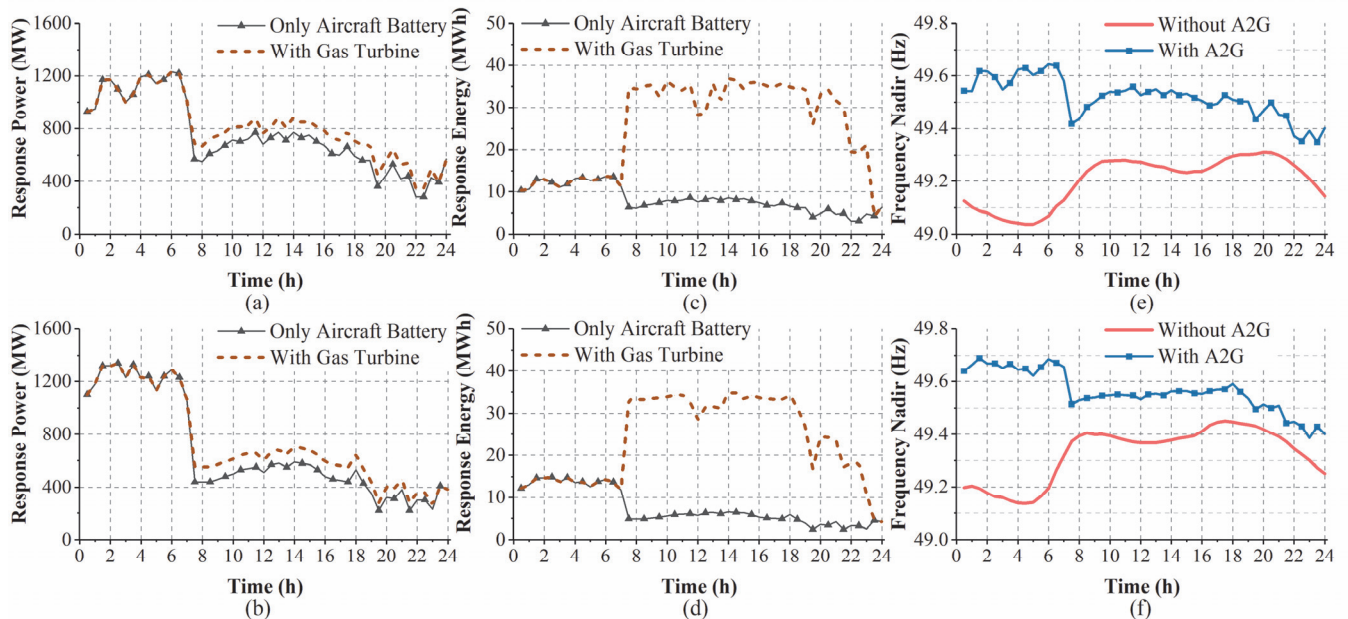 1600
1200
800
400
0
Response Power (MW)
Only Aircraft Battery
With Gas Turbine
0 2 4 6 8 10 12 14 16 18 20 22 24
Time (h)
(a)
50
40
30
20
10
0
Response Energy (MWh)
Only Aircraft Battery
With Gas Turbine
0 2 4 6 8 10 12 14 16 18 20 22 24
Time (h)
(c)
49.8
49.6
49.4
49.2
49.0
Frequency Nadir (Hz)
Without A2G
With A2G
0 2 4 6 8 10 12 14 16 18 20 22 24
Time (h)
(e)
1600
1200
800
400
0
Response Power (MW)
Only Aircraft Battery
With Gas Turbine
0 2 4 6 8 10 12 14 16 18 20 22 24
Time (h)
(b)
50
40
30
20
10
0
Response Energy (MWh)
Only Aircraft Battery
With Gas Turbine
0 2 4 6 8 10 12 14 16 18 20 22 24
Time (h)
(d)
49.8
49.6
49.4
49.2
49.0
Frequency Nadir (Hz)
Without A2G
With A2G
0 2 4 6 8 10 12 14 16 18 20 22 24
Time (h)
(f)